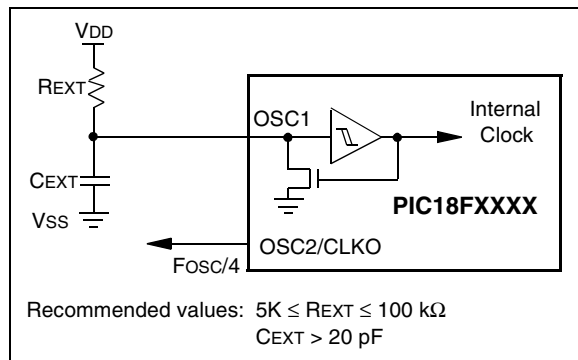 VDD
REXT
OSC1
Internal
Clock
CEXT
PIC18FXXXX
VSS
OSC2/CLKO
FOSC/4
Recommended values: 5K ≤ REXT ≤ 100 kΩ
CEXT > 20 pF